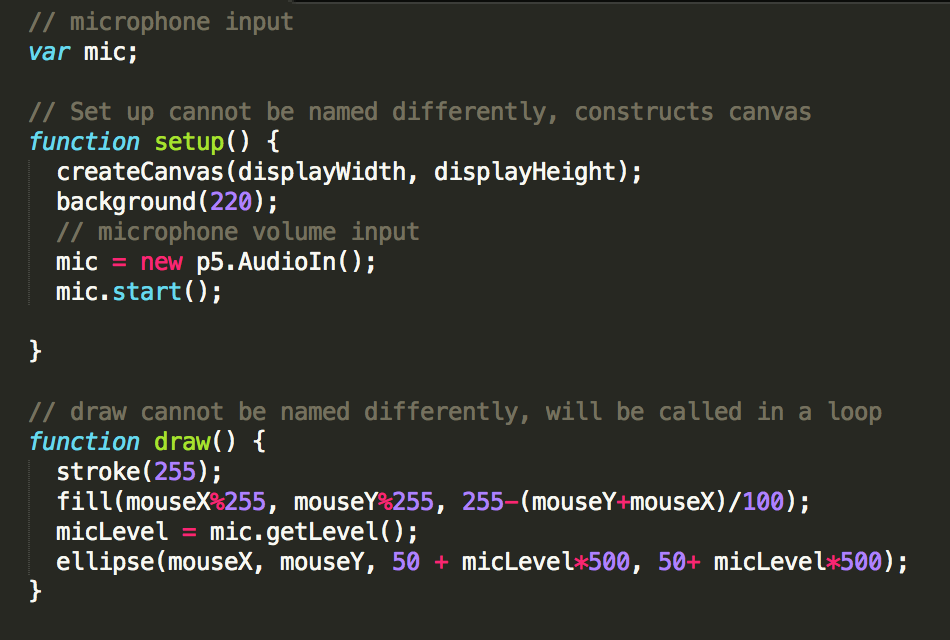 // microphone input
var mic;
// Set up cannot be named differently, constructs canvas
function setup() {
createCanvas(displayWidth, displayHeight);
background(220);
// microphone volume input
mic = new p5.AudioIn();
mic.start();
}
// draw cannot be named differently, will be called in a loop
function draw() {
stroke(255);
fill(mouseX%255, mouseY%255, 255-(mouseY+mouseX)/100);
micLevel = mic.getLevel();
ellipse(mouseX, mouseY, 50 + micLevel*500, 50+ micLevel*500);
}